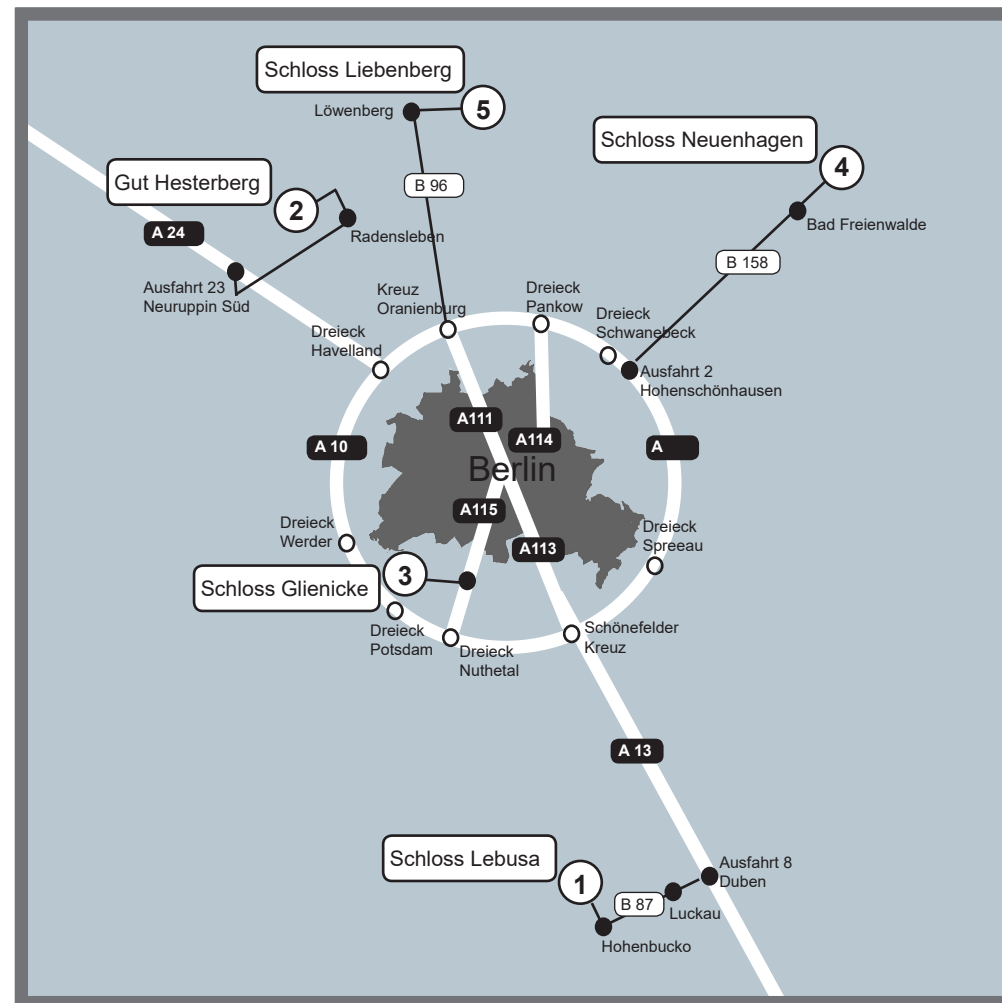 Schloss Liebenberg
Löwenberg
5
Schloss Neuenhagen
4
Gut Hesterberg
B 96
2
Bad Freienwalde
Radensleben
A 24
B 158
Ausfahrt 23
Neuruppin Süd
Kreuz
Oranienburg
Dreieck
Pankow
Dreieck
Schwanebeck
Dreieck
Havelland
Ausfahrt 2
Hohenschönhausen
A111
A114
A 10
A
Berlin
A115
Dreieck
Werder
A113
Dreieck
Spreeau
3
Schloss Glienicke
Dreieck
Potsdam
Dreieck
Nuthetal
Schönefelder
Kreuz
A 13
Schloss Lebusa
1
Ausfahrt 8
Duben
B 87
Luckau
Hohenbucko